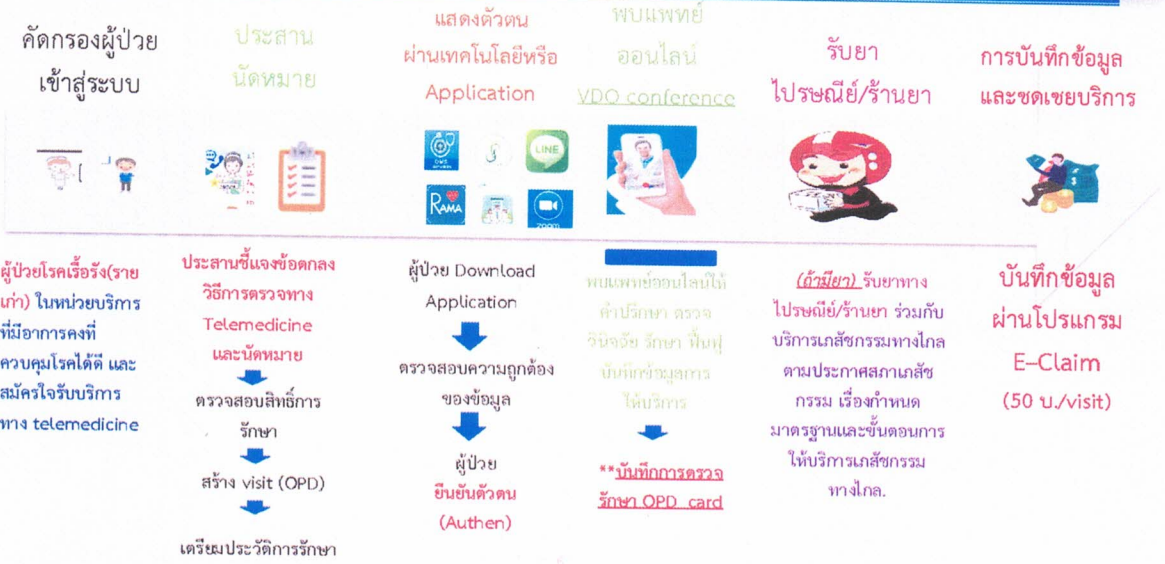 คัดกรองผู้ป่วย
เข้าสู่ระบบ
ประสาน
นัดหมาย
แสดงตัวตน
ผ่านเทคโนโลยีหรือ
Application
พบแพทย์
ออนไลน์
VDO conference
รับยา
ไปรษณีย์/ร้านยา
การบันทึกข้อมูล
และชดเชยบริการ
LINE
RAMA
zoom
ผู้ป่วยโรคเรื้อรัง(ราย
เก่า) ในหน่วยบริการ
ที่มีอาการคงที่
ควบคุมโรคได้ดี และ
สมัครใจรับบริการ
ทาง telemedicine
ประสานชี้แจงข้อตกลง
วิธีการตรวจทาง
Telemedicine
และนัดหมาย
ตรวจสอบสิทธิ์การ
รักษา
สร้าง visit (OPD)
เตรียมประวัติการรักษา
ผู้ป่วย Download
Application
ตรวจสอบความถูกต้อง
ของข้อมูล
ผู้ป่วย
ยืนยันตัวตน
(Authen)
พบแพทย์ออนไลน์ให้
คำปรึกษา ตรวจ
วินิจฉัย รักษา ฟื้นฟู
บันทึกข้อมูลการ
ให้บริการ
**บันทึกการตรวจ
รักษา OPD card
(ถ้ามียา) รับยาทาง
ไปรษณีย์/ร้านยา ร่วมกับ
บริการเภสัชกรรมทางไกล
ตามประกาศสภาเภสัช
กรรม เรื่องกำหนด
มาตรฐานและขั้นตอนการ
ให้บริการเภสัชกรรม
ทางไกล.
บันทึกข้อมูล
ผ่านโปรแกรม
E–Claim
(50 บ./visit)